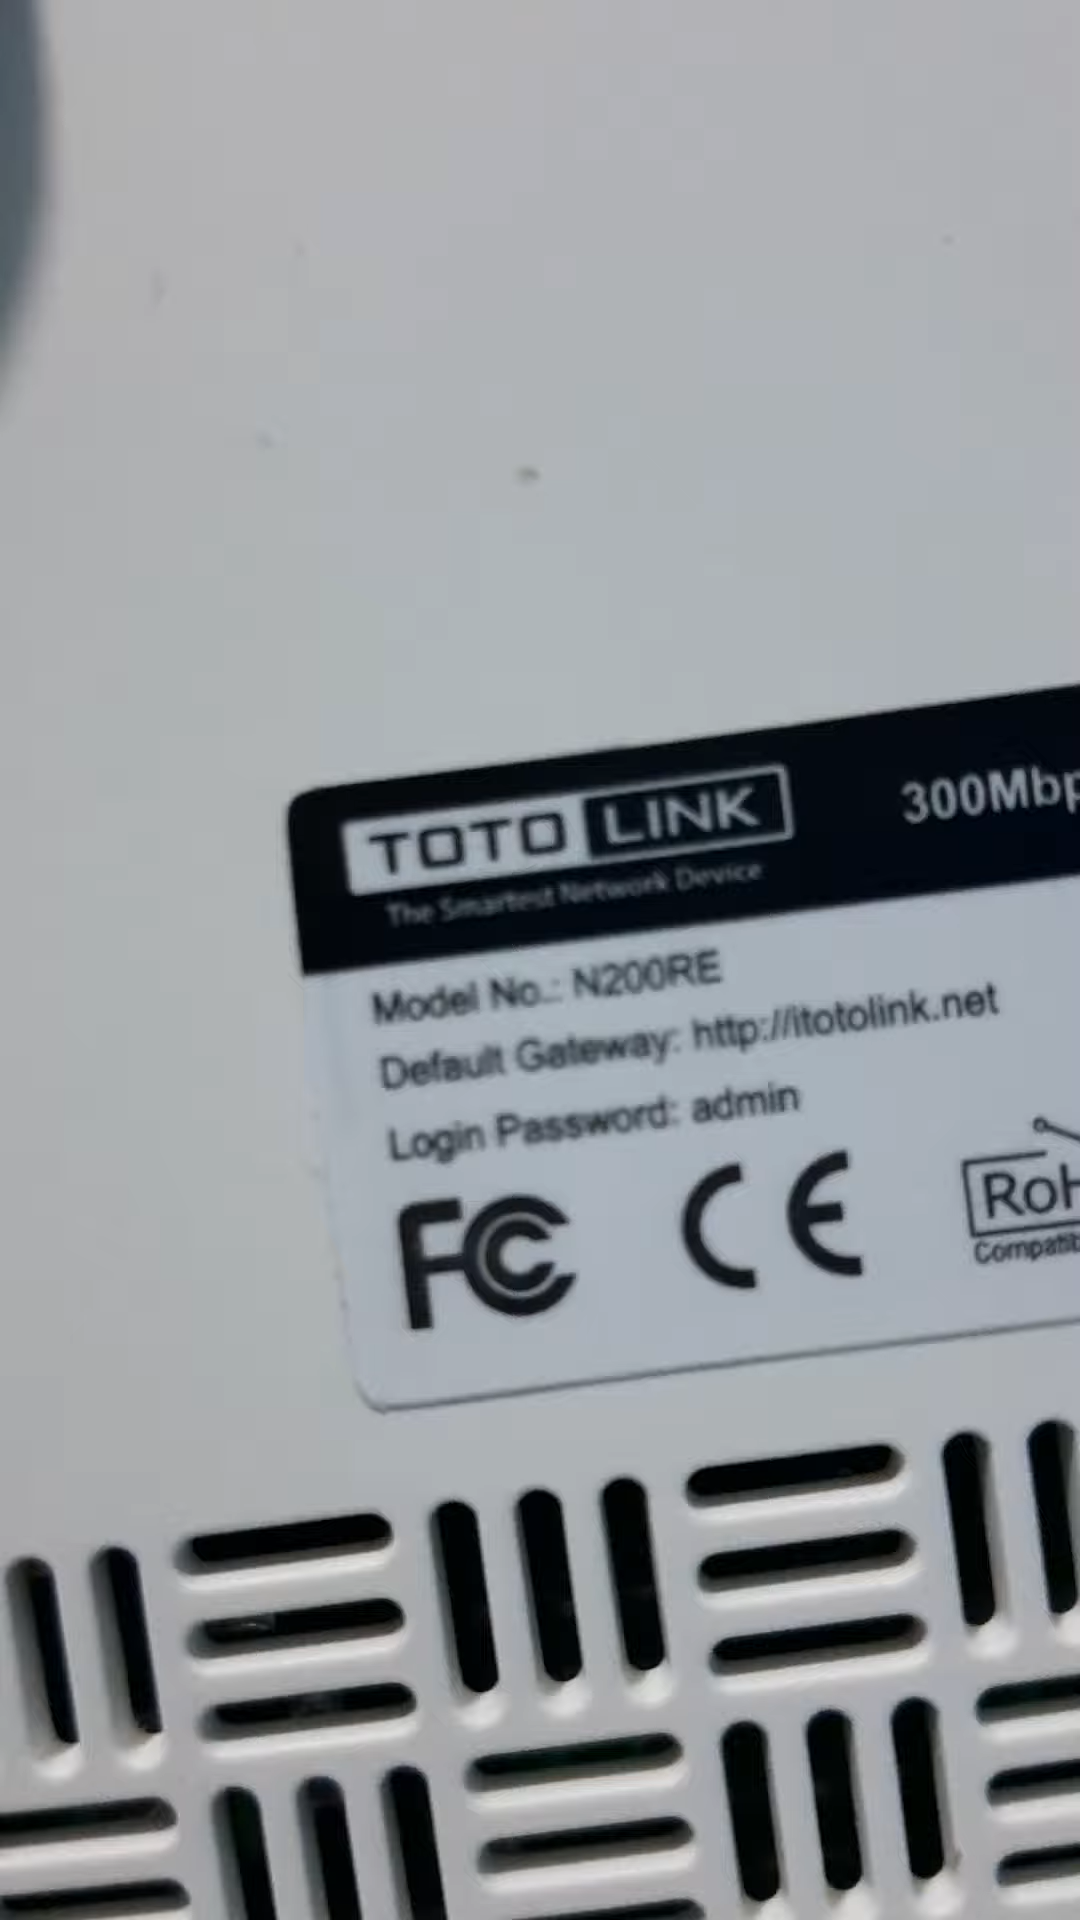 TOTO LINK
The Smartest Network Device
300Mbp
Model No.: N200RE
Default Gateway: http://itotolink.net
Login Password: admin
FC CE RoH
Compatib